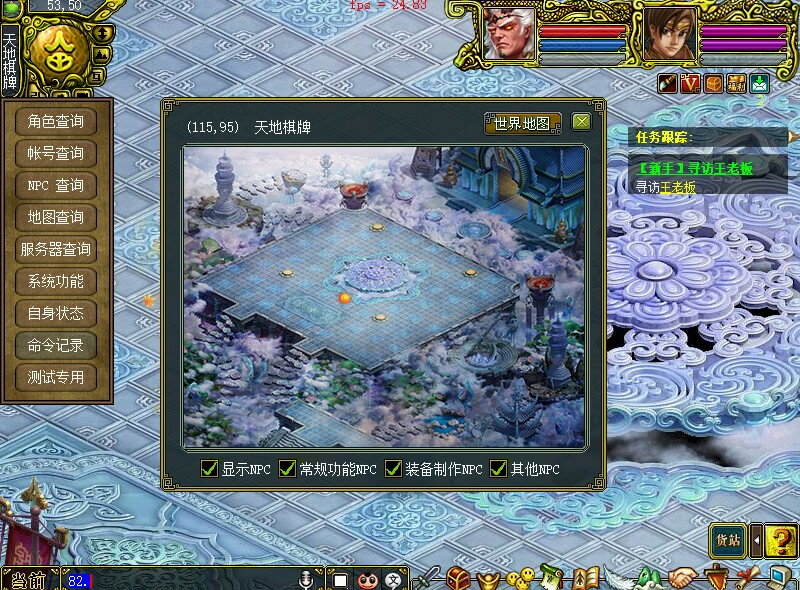 53,50
fps = 24.83
天地棋牌
角色查询
帐号查询
NPC 查询
地图查询
服务器查询
系统功能
自身状态
命令记录
测试专用
(115,95) 天地棋牌
世界地图
显示NPC 常规功能NPC 装备制作NPC 其他NPC
2
任务跟踪:
【新手】寻访王老板
寻访王老板
货站
当前
82.
文